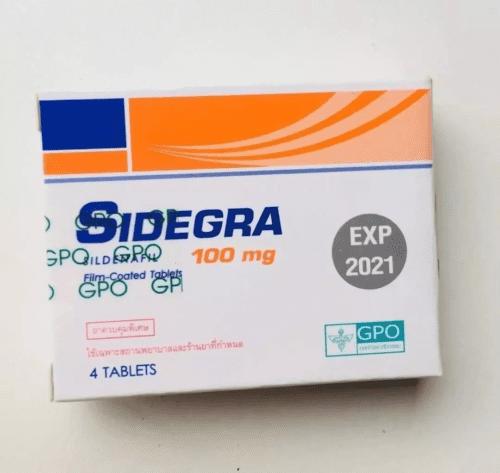 SIDEGRA
GPO GP
GPO GPO
SILDENAFIL
100 mg
Film-Coated Tablets
GPO GP
EXP
2021
ยาควบคุมพิเศษ
ใช้เฉพาะสถานพยาบาลและร้านยาที่กำหนด
4 TABLETS
GPO